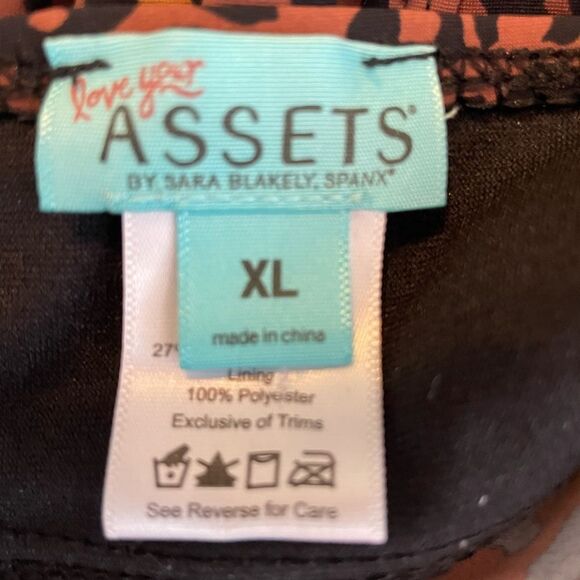 love your
ASSETS®
BY SARA BLAKELY, SPANX®
XL
made in china
27
Lining
100% Polyester
Exclusive of Trims
See Reverse for Care